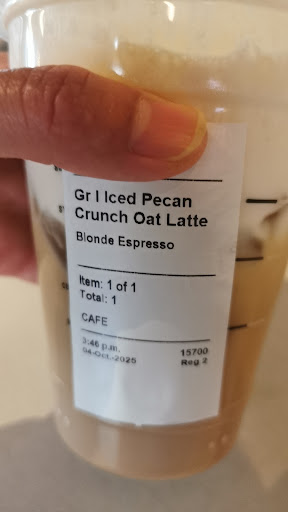 Gr I Iced Pecan
Crunch Oat Latte
Blonde Espresso
Item: 1 of 1
Total: 1
CAFE
3:46 p.m. 15700
04-Oct.-2025 Reg 2